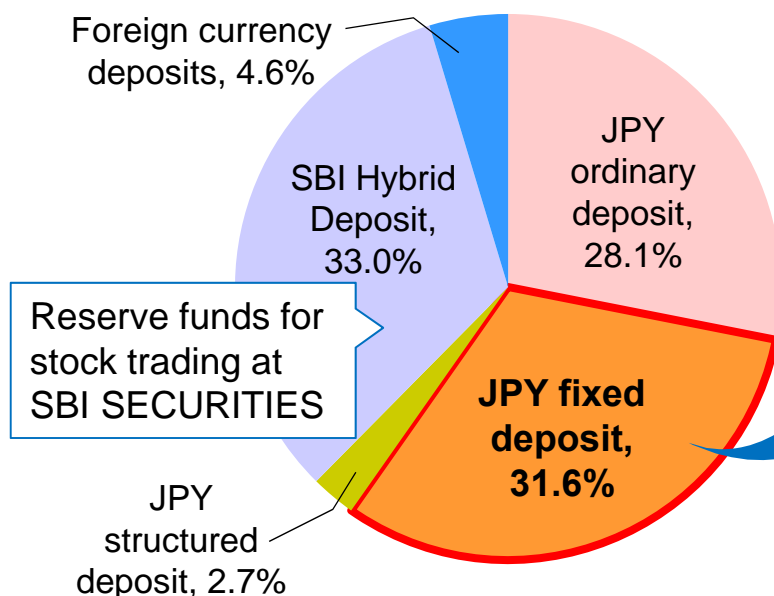 Foreign currency
deposits, 4.6%
JPY
ordinary
deposit,
28.1%
SBI Hybrid
Deposit,
33.0%
Reserve funds for
stock trading at
SBI SECURITIES
JPY fixed
deposit,
31.6%
JPY
structured
deposit, 2.7%